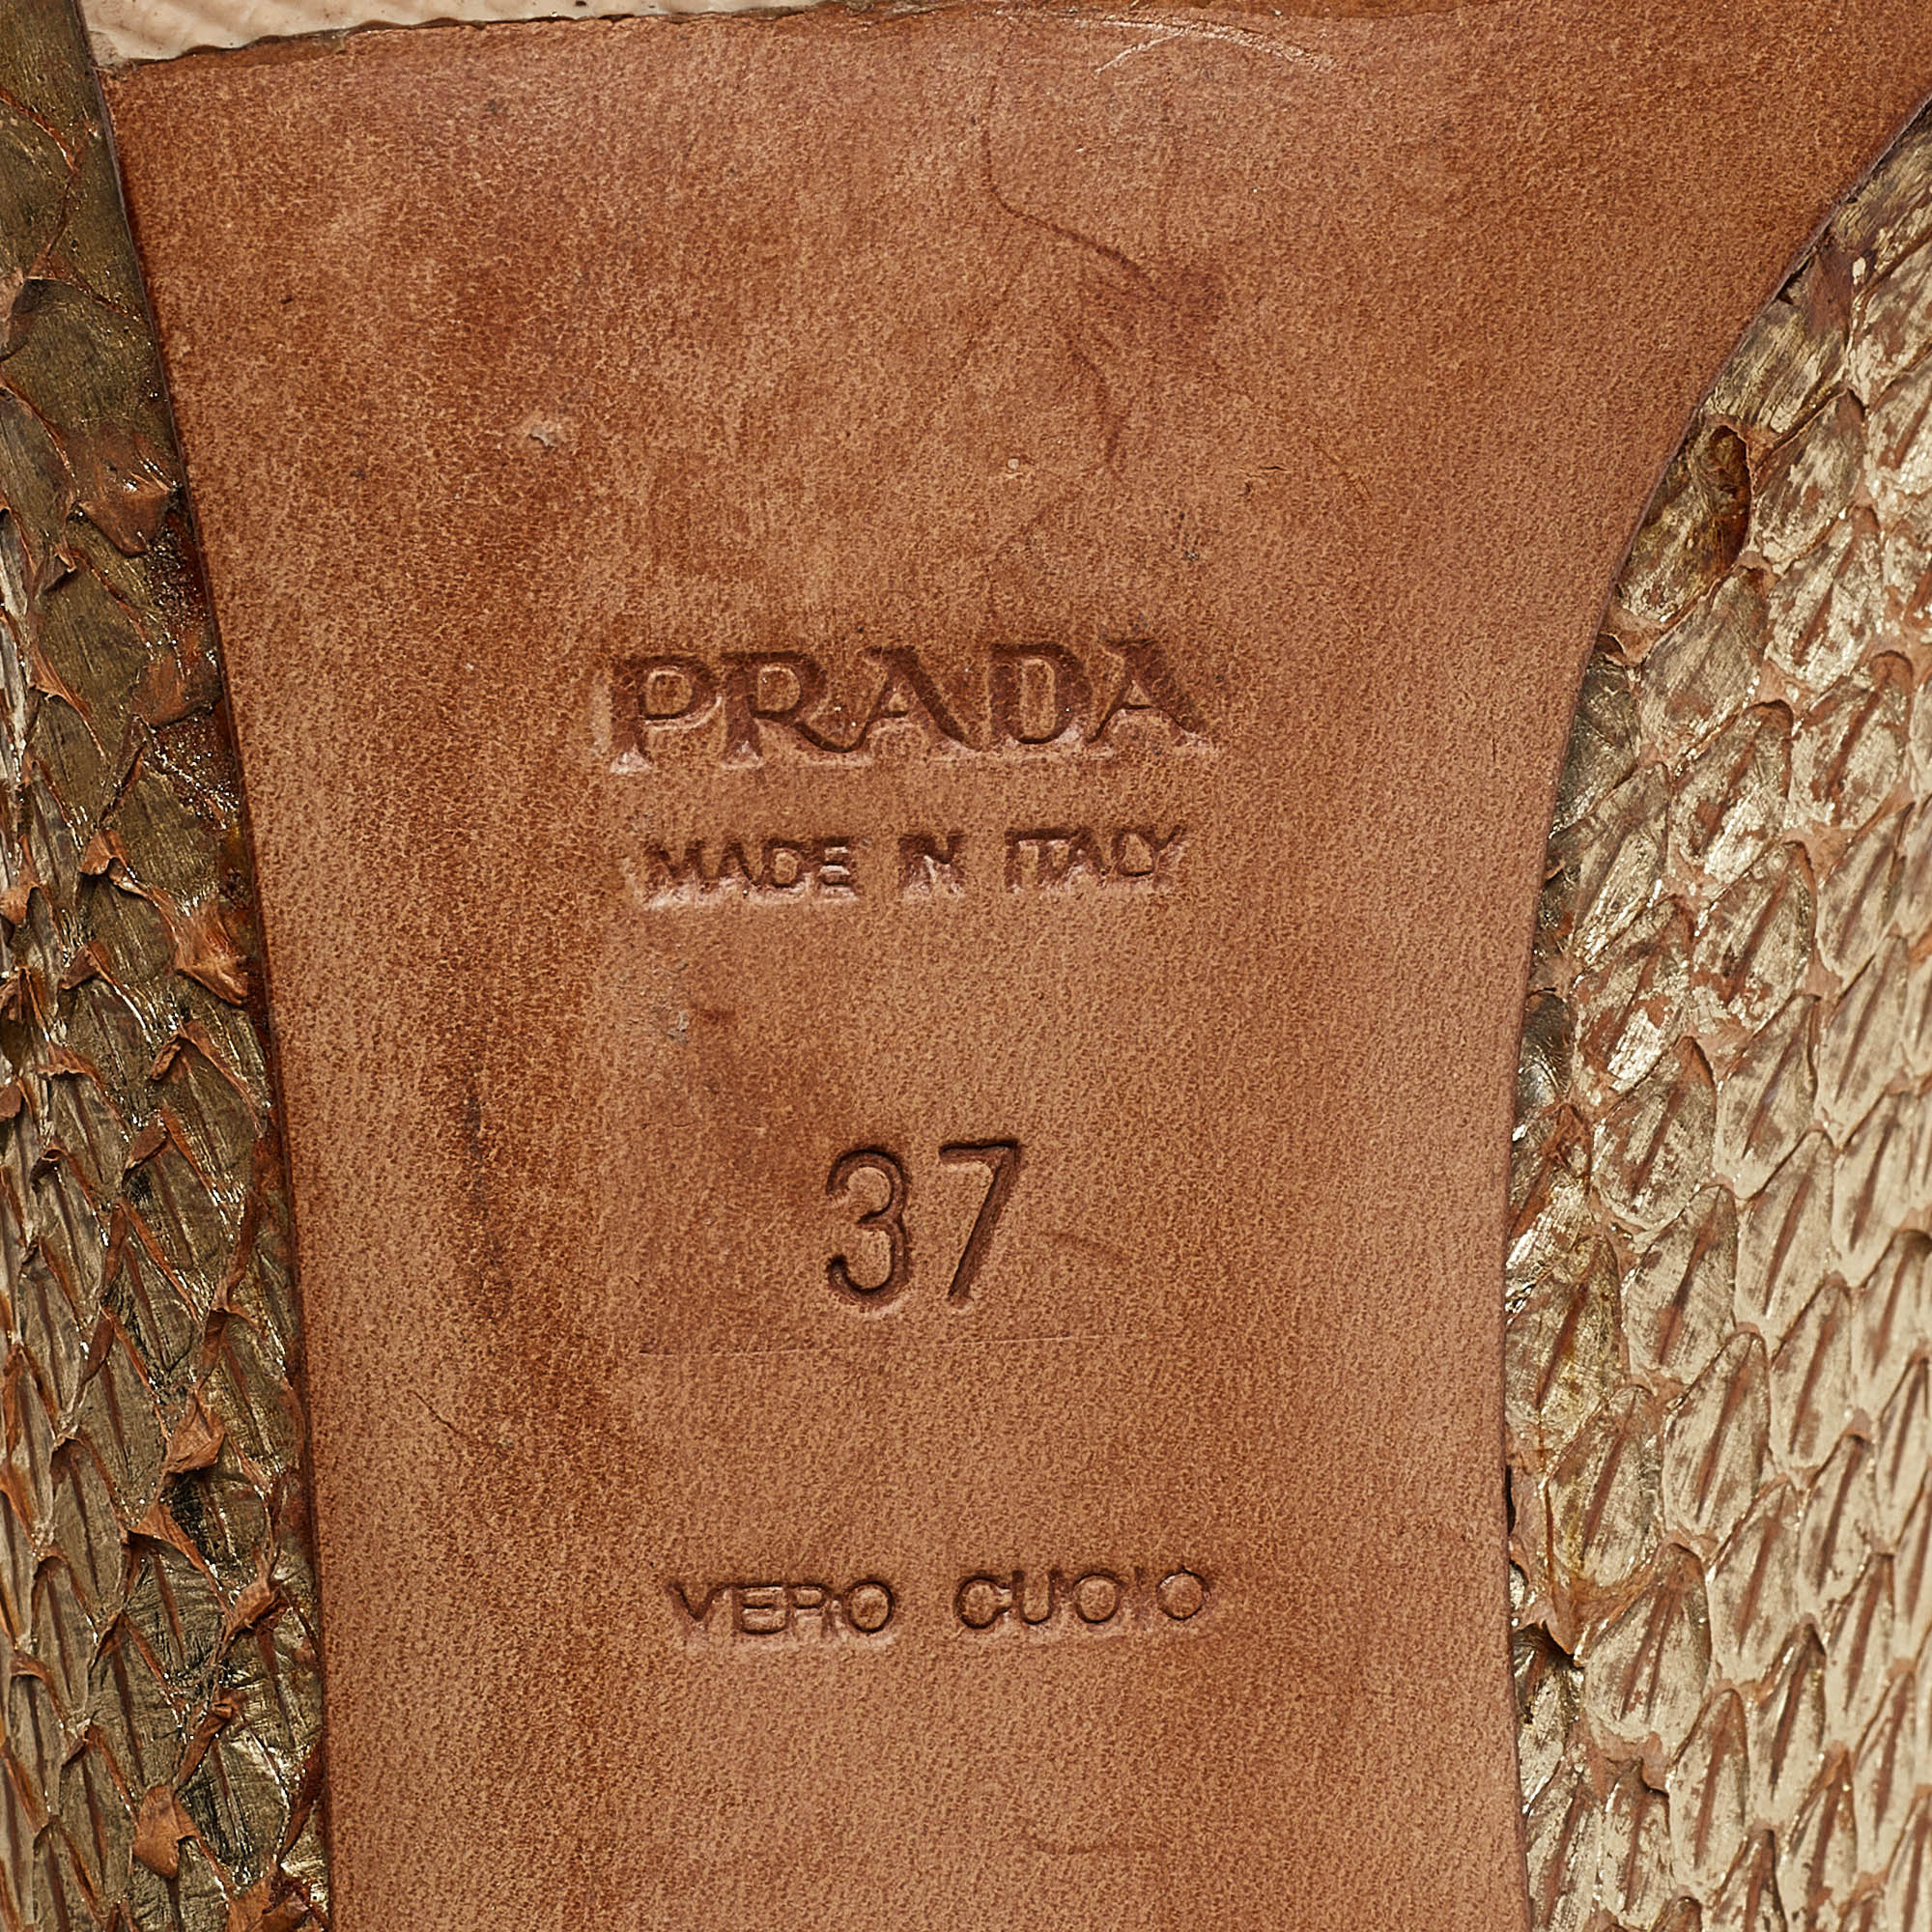 PRADA
MADE IN ITALY
37
VERO CUOIO